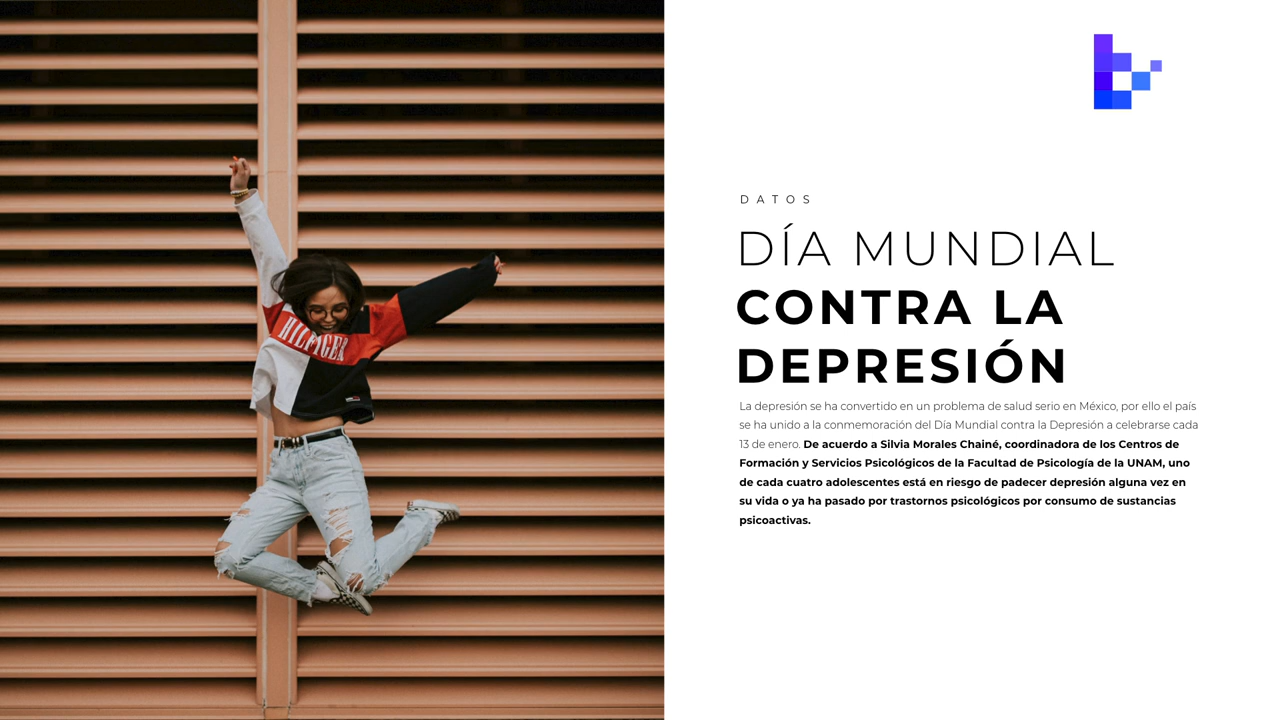 HILFIGER
DATOS
DÍA MUNDIAL
CONTRA LA
DEPRESIÓN
La depresión se ha convertido en un problema de salud serio en México, por ello el país
se ha unido a la conmemoración del Día Mundial contra la Depresión a celebrarse cada
13 de enero. De acuerdo a Silvia Morales Chainé, coordinadora de los Centros de
Formación y Servicios Psicológicos de la Facultad de Psicología de la UNAM, uno
de cada cuatro adolescentes está en riesgo de padecer depresión alguna vez en
su vida o ya ha pasado por trastornos psicológicos por consumo de sustancias
psicoactivas.